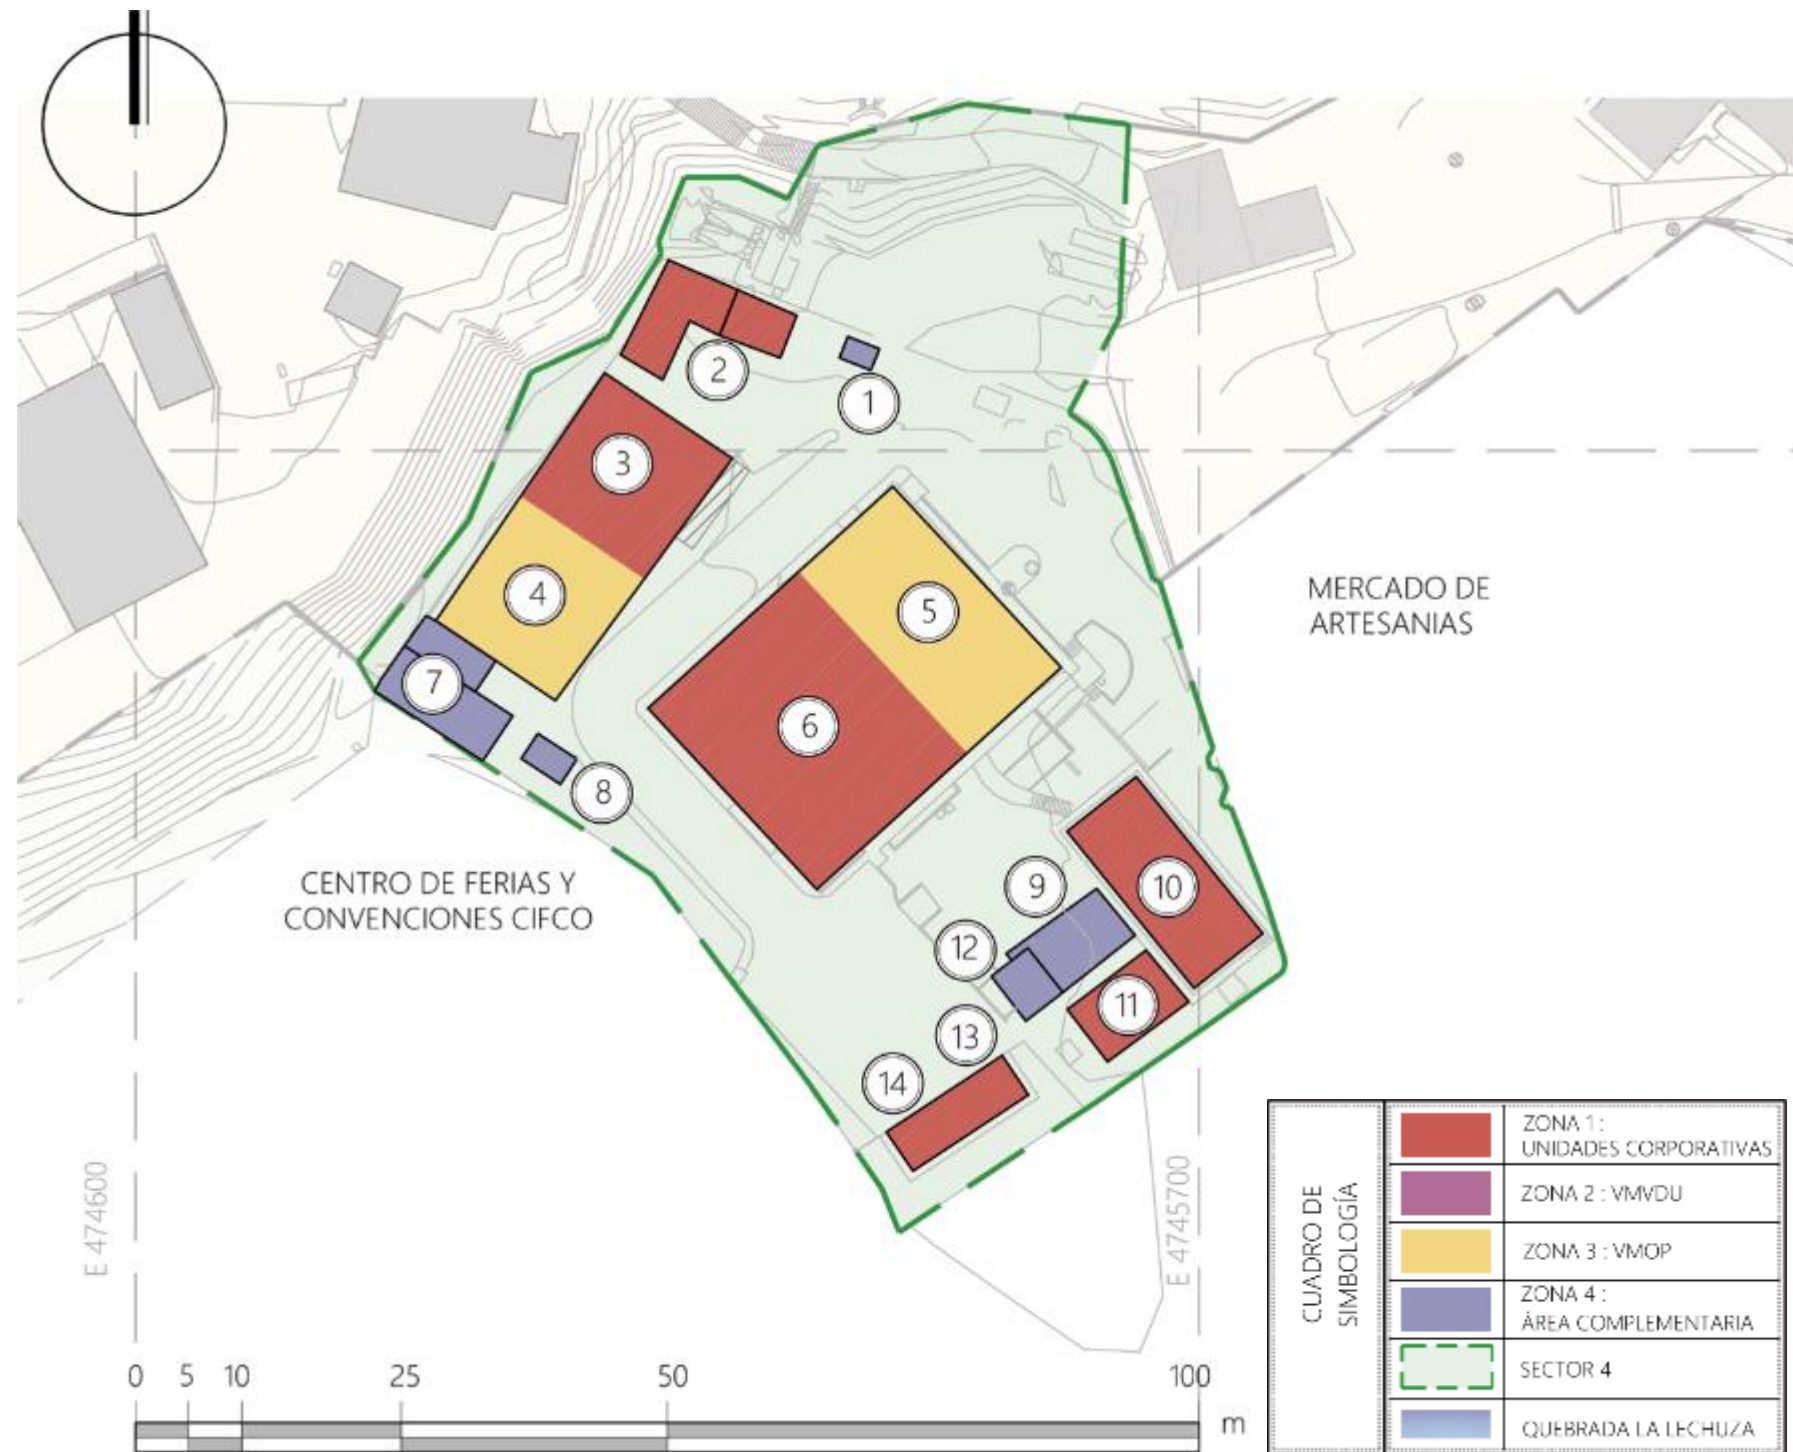 2
1
3
4
5
7
6
8
9
10
12
11
13
14
MERCADO DE
ARTESANIAS
CENTRO DE FERIAS Y
CONVENCIONES CIFCO
E 474600
E 4745700
0 5 10 25 50 100 m
CUADRO DE
SIMBOLOGÍA
ZONA 1 :
UNIDADES CORPORATIVAS
ZONA 2 : VMVDU
ZONA 3 : VMOP
ZONA 4 :
ÁREA COMPLEMENTARIA
SECTOR 4
QUEBRADA LA LECHUZA